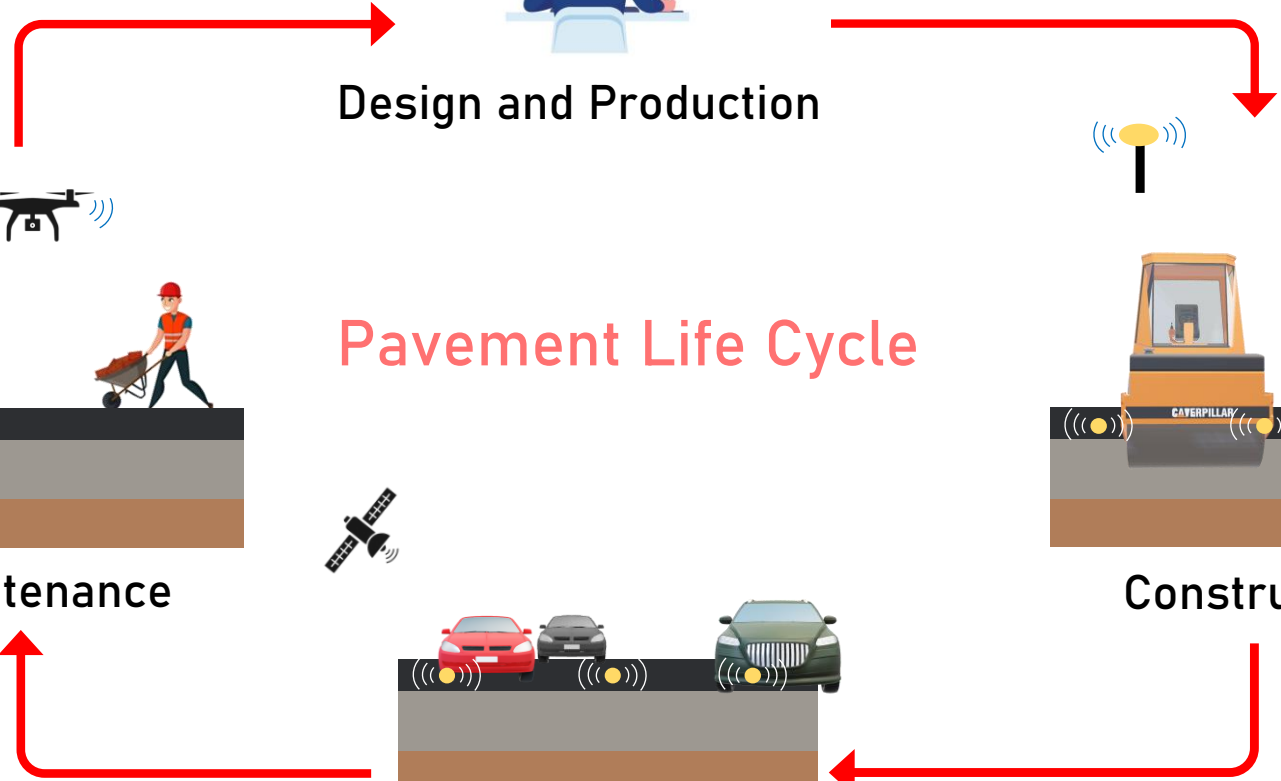 Design and Production
Pavement Life Cycle
CATERPILLAR
tenance
Constru